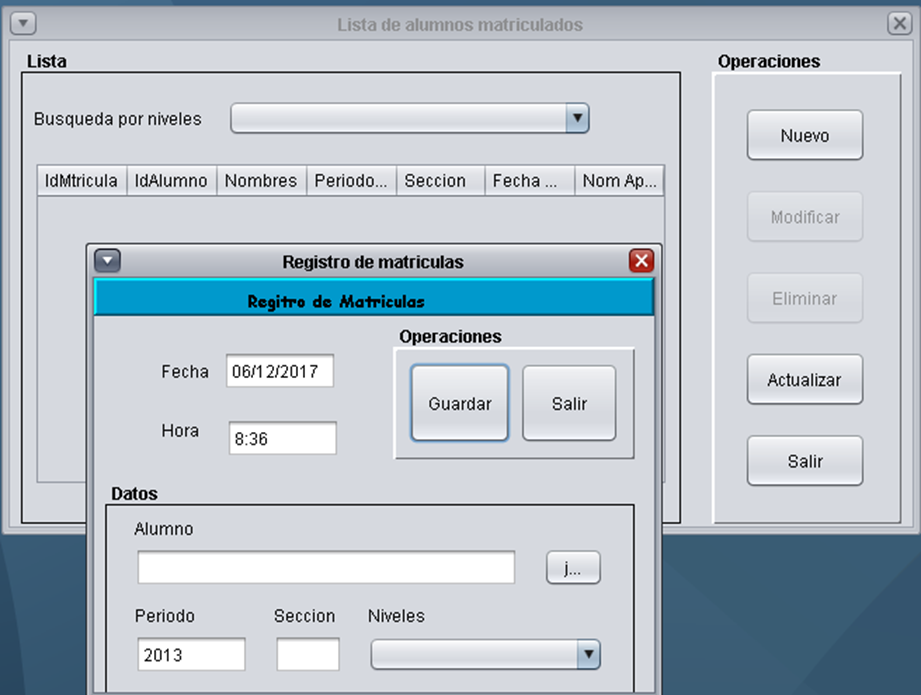 Lista de alumnos matriculados
Lista
Busqueda por niveles
IdMtricula IdAlumno Nombres Periodo... Seccion Fecha ... Nom Ap...
Operaciones
Nuevo
Modificar
Eliminar
Actualizar
Salir
Registro de matriculas
Regitro de Matriculas
Fecha 06/12/2017
Hora 8:36
Operaciones
Guardar Salir
Datos
Alumno
j...
Periodo Seccion Niveles
2013